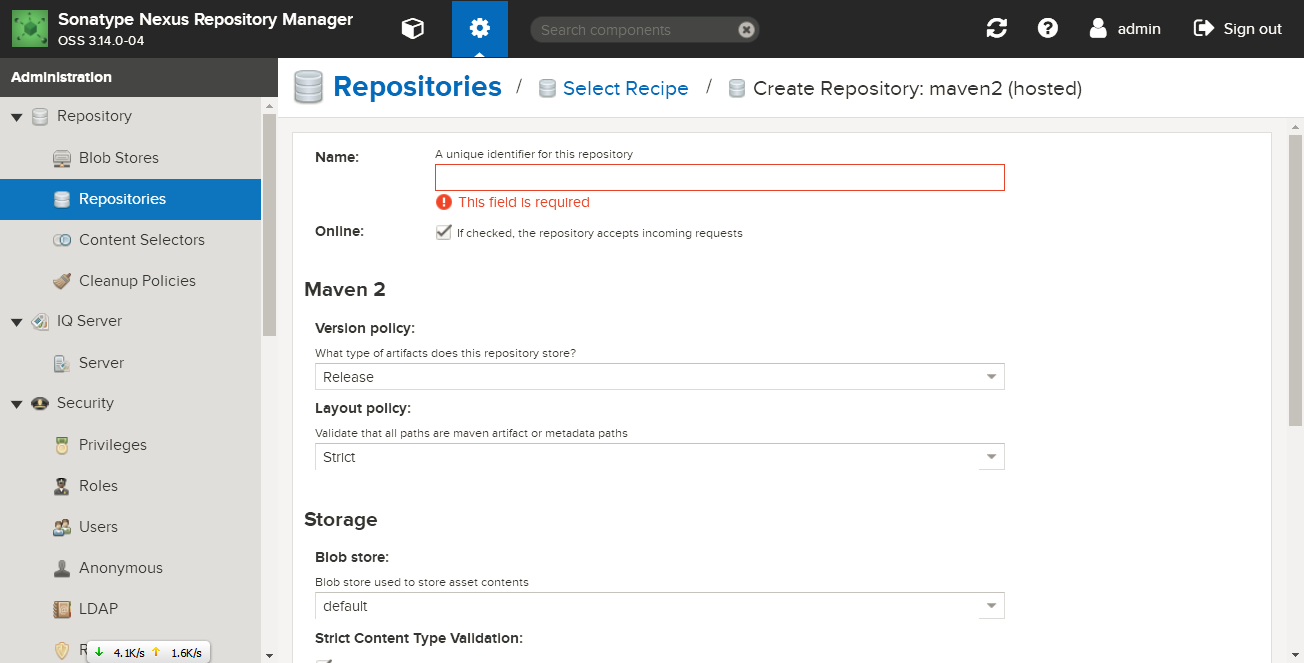 Sonatype Nexus Repository Manager
OSS 3.14.0-04
Search components
admin
Sign out
Administration
Repository
Blob Stores
Repositories
Content Selectors
Cleanup Policies
IQ Server
Server
Security
Privileges
Roles
Users
Anonymous
LDAP
4.1K/s 1.6K/s
Repositories / Select Recipe / Create Repository: maven2 (hosted)
Name:
A unique identifier for this repository
This field is required
Online:
If checked, the repository accepts incoming requests
Maven 2
Version policy:
What type of artifacts does this repository store?
Release
Layout policy:
Validate that all paths are maven artifact or metadata paths
Strict
Storage
Blob store:
Blob store used to store asset contents
default
Strict Content Type Validation: